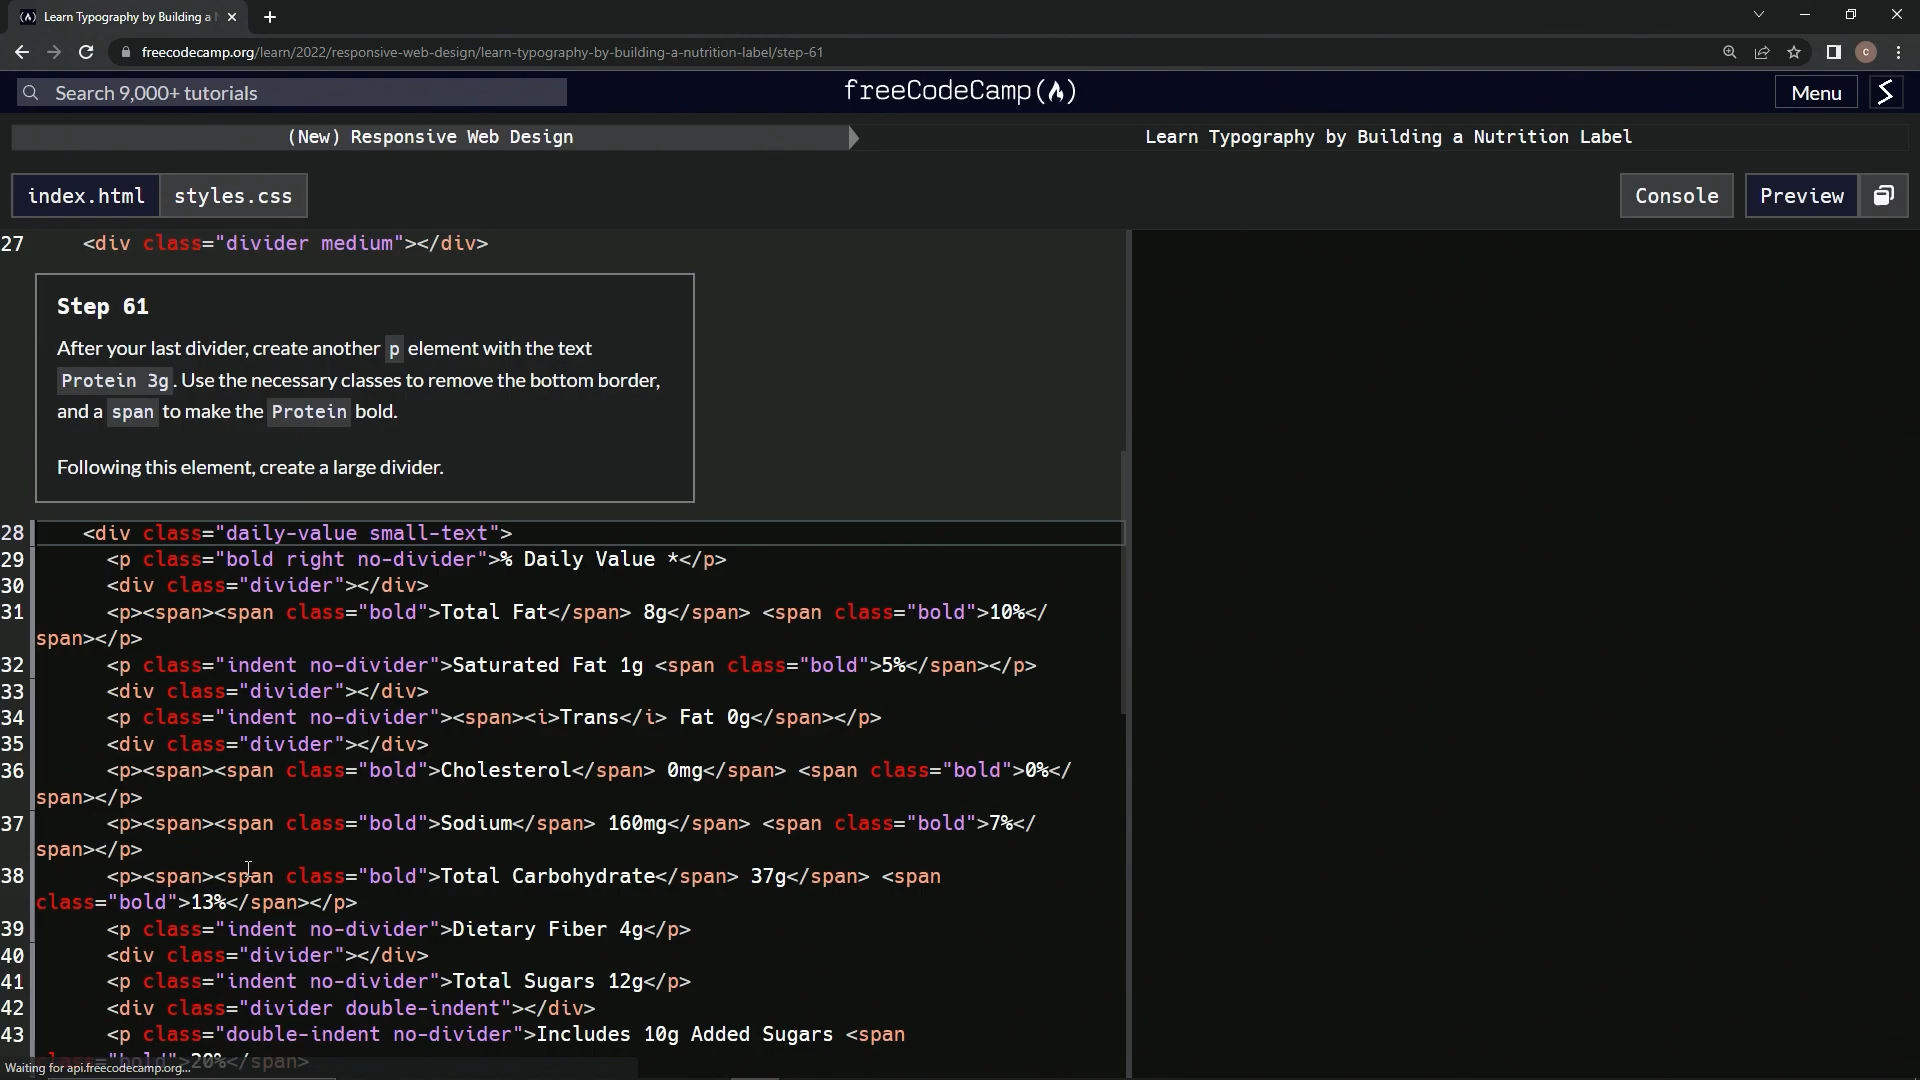 Learn Typography by Building a
freecodecamp.org/learn/2022/responsive-web-design/learn-typography-by-building-a-nutrition-label/step-61
c
Search 9,000+ tutorials
freeCodeCamp(🔥)
Menu
(New) Responsive Web Design
Learn Typography by Building a Nutrition Label
index.html
styles.css
Console
Preview
27 <div class="divider medium"></div>
Step 61
After your last divider, create another p element with the text
Protein 3g. Use the necessary classes to remove the bottom border,
and a span to make the Protein bold.
Following this element, create a large divider.
28 <div class="daily-value small-text">
29 <p class="bold right no-divider">% Daily Value *</p>
30 <div class="divider"></div>
31 <p><span><span class="bold">Total Fat</span> 8g</span> <span class="bold">10%</
span></p>
32 <p class="indent no-divider">Saturated Fat 1g <span class="bold">5%</span></p>
33 <div class="divider"></div>
34 <p class="indent no-divider"><span><i>Trans</i> Fat 0g</span></p>
35 <div class="divider"></div>
36 <p><span><span class="bold">Cholesterol</span> 0mg</span> <span class="bold">0%</
span></p>
37 <p><span><span class="bold">Sodium</span> 160mg</span> <span class="bold">7%</
span></p>
38 <p><span><span class="bold">Total Carbohydrate</span> 37g</span> <span
class="bold">13%</span></p>
39 <p class="indent no-divider">Dietary Fiber 4g</p>
40 <div class="divider"></div>
41 <p class="indent no-divider">Total Sugars 12g</p>
42 <div class="divider double-indent"></div>
43 <p class="double-indent no-divider">Includes 10g Added Sugars <span
class="bold">20%</span>
Waiting for api.freecodecamp.org...